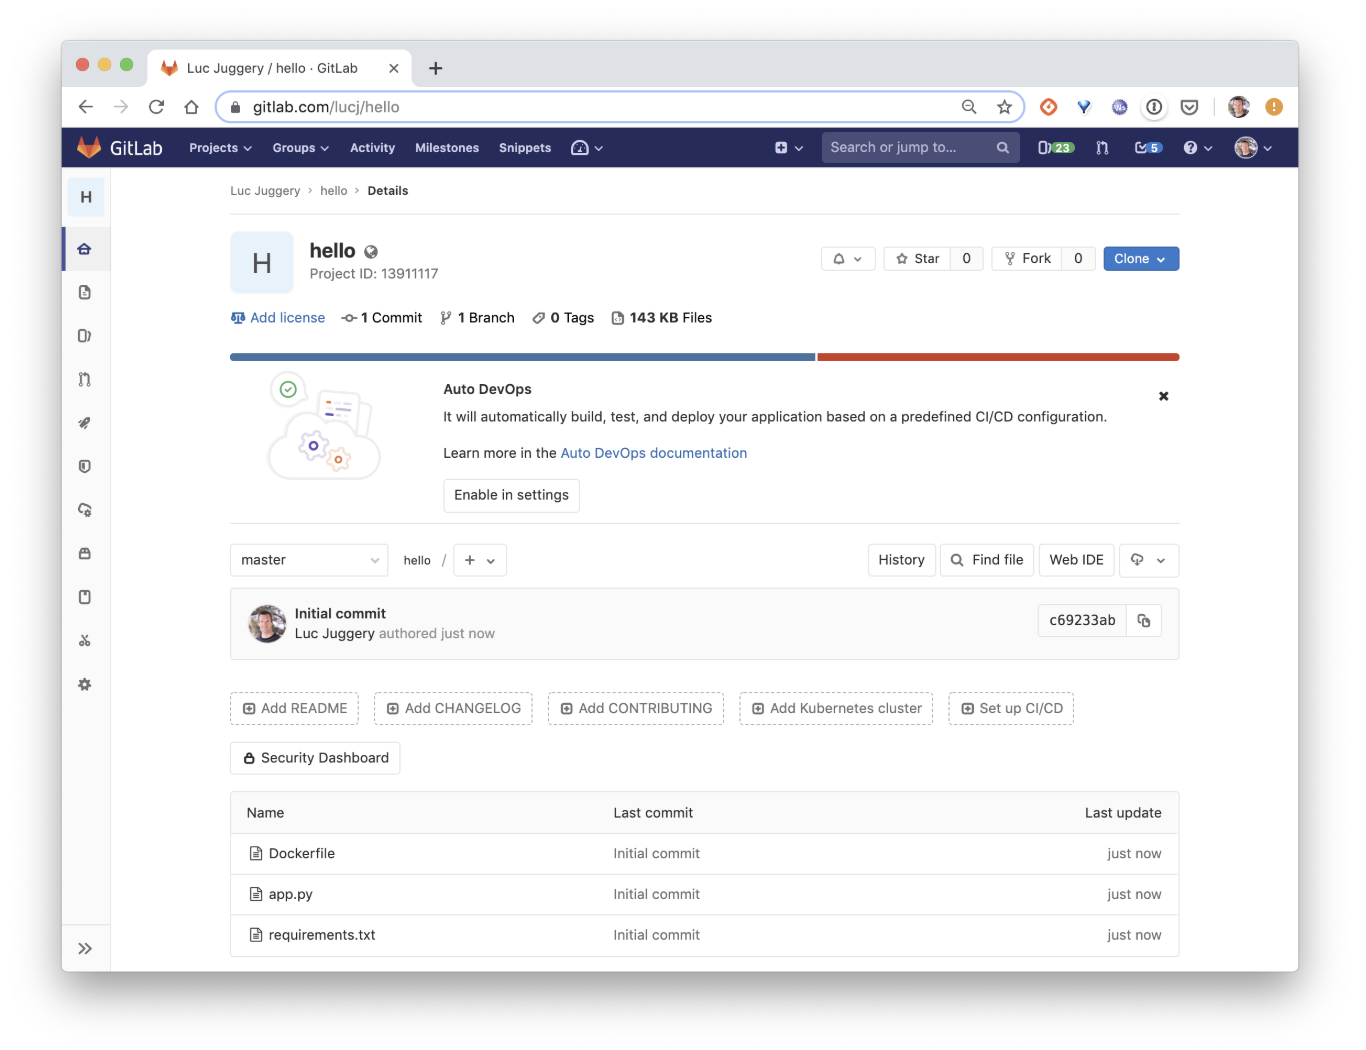 Luc Juggery / hello · GitLab
gitlab.com/lucj/hello
GitLab Projects Groups Activity Milestones Snippets Search or jump to... 23 5
H
Luc Juggery › hello › Details
H
hello
Project ID: 13911117
Star 0 Fork 0 Clone
Add license 1 Commit 1 Branch 0 Tags 143 KB Files
Auto DevOps
It will automatically build, test, and deploy your application based on a predefined CI/CD configuration.
Learn more in the Auto DevOps documentation
Enable in settings
master hello / + History Find file Web IDE
Initial commit
Luc Juggery authored just now
c69233ab
Add README Add CHANGELOG Add CONTRIBUTING Add Kubernetes cluster Set up CI/CD
Security Dashboard
Name Last commit Last update
Dockerfile Initial commit just now
app.py Initial commit just now
requirements.txt Initial commit just now